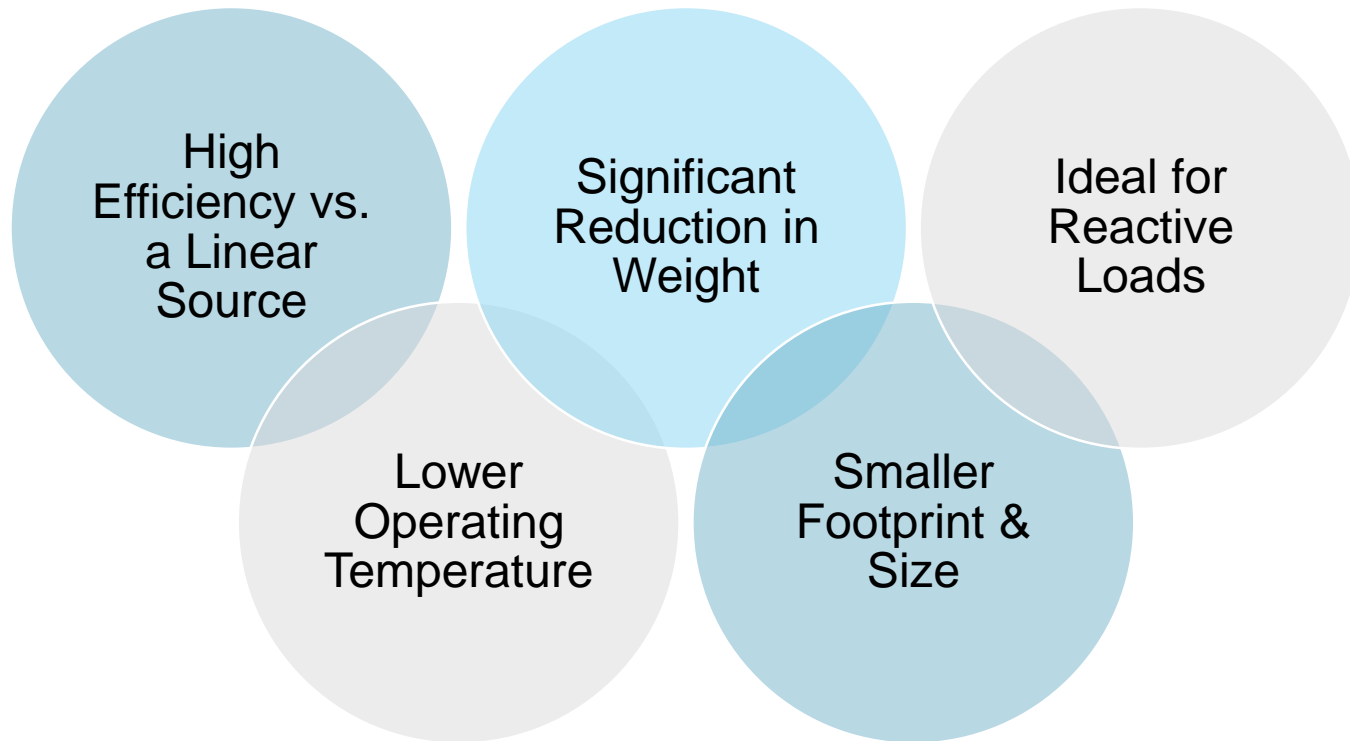 High
Efficiency vs.
a Linear
Source
Lower
Operating
Temperature
Significant
Reduction in
Weight
Smaller
Footprint &
Size
Ideal for
Reactive
Loads